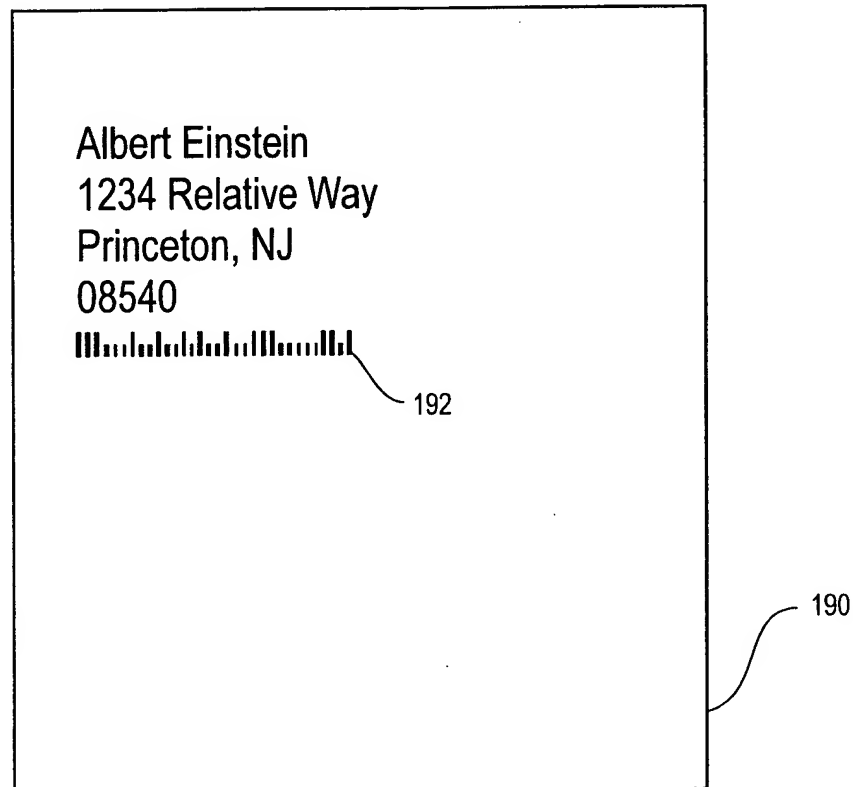 Albert Einstein
1234 Relative Way
Princeton, NJ
08540
192
190